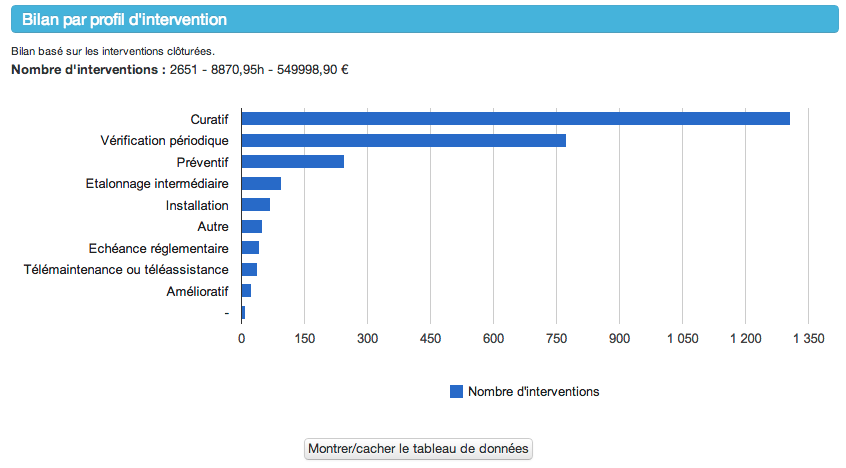 Bilan par profil d'intervention
Bilan basé sur les interventions clôturées.
Nombre d'interventions : 2651 - 8870,95h - 549998,90 €
Curatif
Vérification périodique
Préventif
Etalonnage intermédiaire
Installation
Autre
Echéance réglementaire
Télémaintenance ou téléassistance
Amélioratif
-
0 150 300 450 600 750 900 1 050 1 200 1 350
Nombre d'interventions
Montrer/cacher le tableau de données